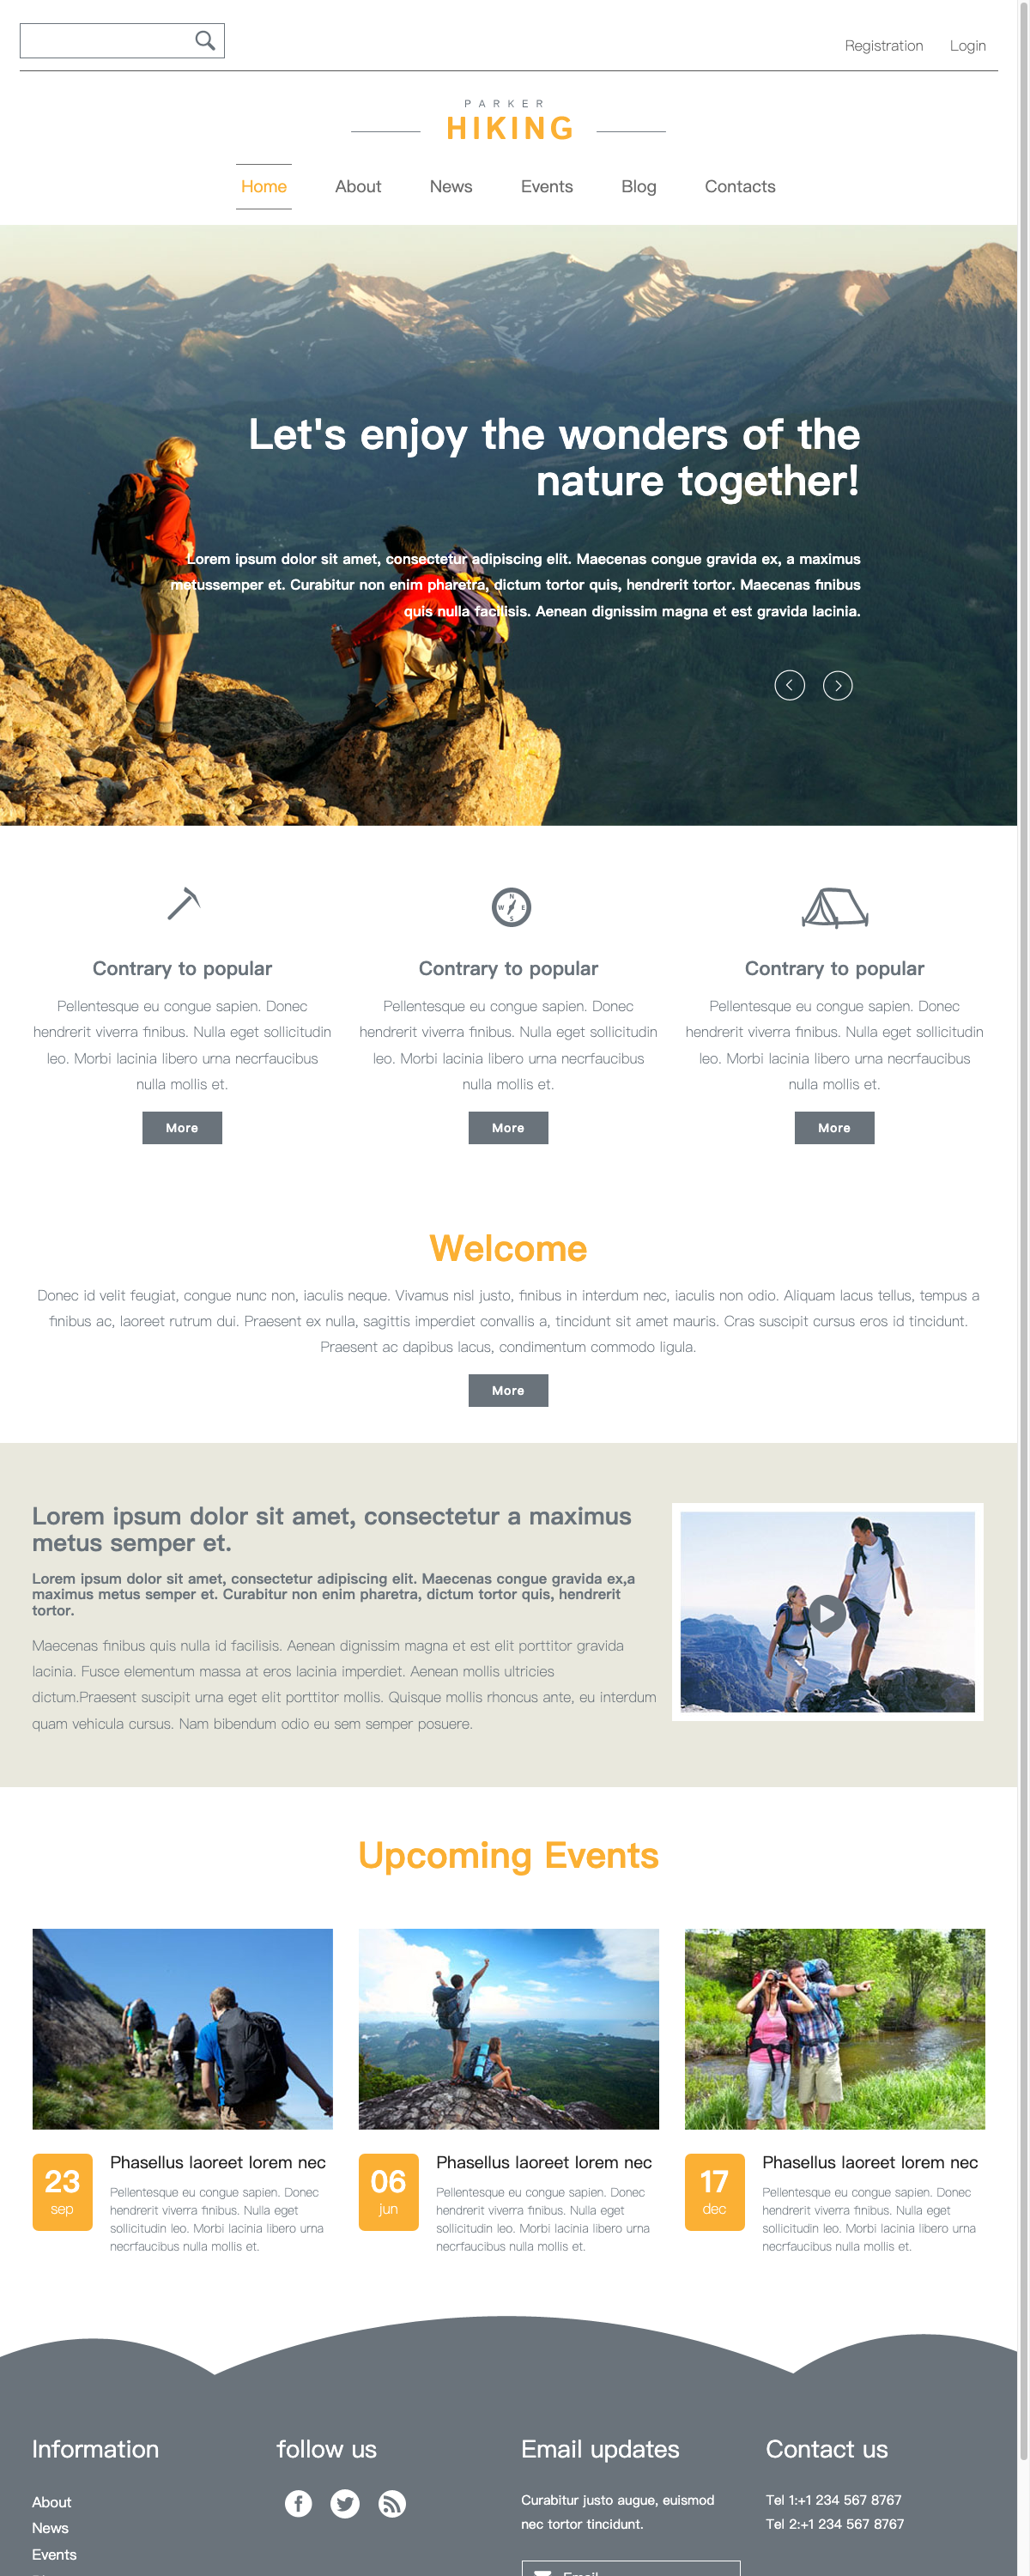 Registration Login
PARKER
HIKING
Home About News Events Blog Contacts
Let's enjoy the wonders of the
nature together!
Lorem ipsum dolor sit amet, consectetur adipiscing elit. Maecenas congue gravida ex, a maximus
metussemper et. Curabitur non enim pharetra, dictum tortor quis, hendrerit tortor. Maecenas finibus
quis nulla facilisis. Aenean dignissim magna et est gravida lacinia.
N
W E
S
Contrary to popular
Pellentesque eu congue sapien. Donec
hendrerit viverra finibus. Nulla eget sollicitudin
leo. Morbi lacinia libero urna necrfaucibus
nulla mollis et.
More
Contrary to popular
Pellentesque eu congue sapien. Donec
hendrerit viverra finibus. Nulla eget sollicitudin
leo. Morbi lacinia libero urna necrfaucibus
nulla mollis et.
More
Contrary to popular
Pellentesque eu congue sapien. Donec
hendrerit viverra finibus. Nulla eget sollicitudin
leo. Morbi lacinia libero urna necrfaucibus
nulla mollis et.
More
Welcome
Donec id velit feugiat, congue nunc non, iaculis neque. Vivamus nisl justo, finibus in interdum nec, iaculis non odio. Aliquam lacus tellus, tempus a
finibus ac, laoreet rutrum dui. Praesent ex nulla, sagittis imperdiet convallis a, tincidunt sit amet mauris. Cras suscipit cursus eros id tincidunt.
Praesent ac dapibus lacus, condimentum commodo ligula.
More
Lorem ipsum dolor sit amet, consectetur a maximus
metus semper et.
Lorem ipsum dolor sit amet, consectetur adipiscing elit. Maecenas congue gravida ex,a
maximus metus semper et. Curabitur non enim pharetra, dictum tortor quis, hendrerit
tortor.
Maecenas finibus quis nulla id facilisis. Aenean dignissim magna et est elit porttitor gravida
lacinia. Fusce elementum massa at eros lacinia imperdiet. Aenean mollis ultricies
dictum.Praesent suscipit urna eget elit porttitor mollis. Quisque mollis rhoncus ante, eu interdum
quam vehicula cursus. Nam bibendum odio eu sem semper posuere.
Upcoming Events
23
sep
Phasellus laoreet lorem nec
Pellentesque eu congue sapien. Donec
hendrerit viverra finibus. Nulla eget
sollicitudin leo. Morbi lacinia libero urna
necrfaucibus nulla mollis et.
06
jun
Phasellus laoreet lorem nec
Pellentesque eu congue sapien. Donec
hendrerit viverra finibus. Nulla eget
sollicitudin leo. Morbi lacinia libero urna
necrfaucibus nulla mollis et.
17
dec
Phasellus laoreet lorem nec
Pellentesque eu congue sapien. Donec
hendrerit viverra finibus. Nulla eget
sollicitudin leo. Morbi lacinia libero urna
necrfaucibus nulla mollis et.
Information
About
News
Events
follow us
Email updates
Curabitur justo augue, euismod
nec tortor tincidunt.
Email
Contact us
Tel 1:+1 234 567 8767
Tel 2:+1 234 567 8767